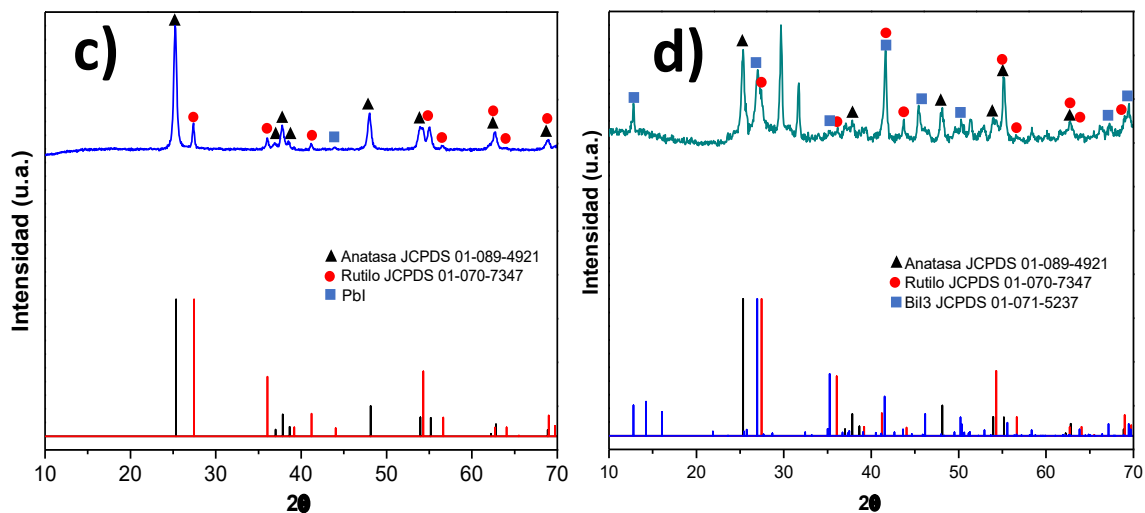 c)
Intensidad (u.a.)
Anatasa JCPDS 01-089-4921
Rutilo JCPDS 01-070-7347
PbI
10 20 30 40 50 60 70
2θ
d)
Intensidad (u.a.)
Anatasa JCPDS 01-089-4921
Rutilo JCPDS 01-070-7347
BiI3 JCPDS 01-071-5237
10 20 30 40 50 60 70
2θ